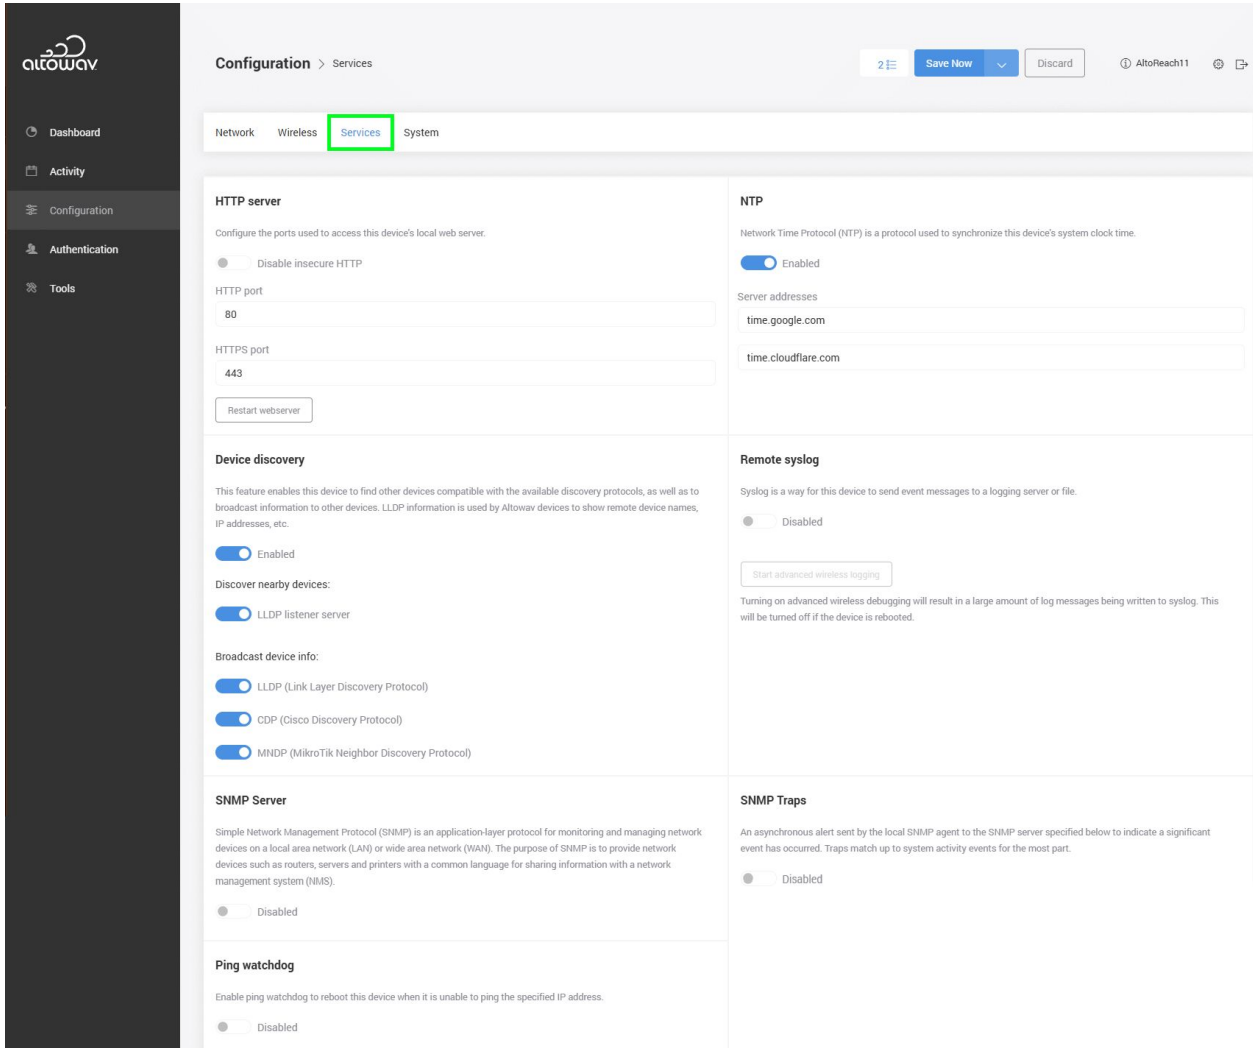 altowav
Configuration > Services
2
Save Now
Discard
AltoReach11
Dashboard
Activity
Configuration
Authentication
Tools
Network
Wireless
Services
System
HTTP server
Configure the ports used to access this device's local web server.
Disable insecure HTTP
HTTP port
80
HTTPS port
443
Restart webserver
NTP
Network Time Protocol (NTP) is a protocol used to synchronize this device's system clock time.
Enabled
Server addresses
time.google.com
time.cloudflare.com
Device discovery
This feature enables this device to find other devices compatible with the available discovery protocols, as well as to
broadcast information to other devices. LLDP information is used by Altowav devices to show remote device names,
IP addresses, etc.
Enabled
Discover nearby devices:
LLDP listener server
Broadcast device info:
LLDP (Link Layer Discovery Protocol)
CDP (Cisco Discovery Protocol)
MNDP (MikroTik Neighbor Discovery Protocol)
Remote syslog
Syslog is a way for this device to send event messages to a logging server or file.
Disabled
Start advanced wireless logging
Turning on advanced wireless debugging will result in a large amount of log messages being written to syslog. This
will be turned off if the device is rebooted.
SNMP Server
Simple Network Management Protocol (SNMP) is an application-layer protocol for monitoring and managing network
devices on a local area network (LAN) or wide area network (WAN). The purpose of SNMP is to provide network
devices such as routers, servers and printers with a common language for sharing information with a network
management system (NMS).
Disabled
SNMP Traps
An asynchronous alert sent by the local SNMP agent to the SNMP server specified below to indicate a significant
event has occurred. Traps match up to system activity events for the most part.
Disabled
Ping watchdog
Enable ping watchdog to reboot this device when it is unable to ping the specified IP address.
Disabled